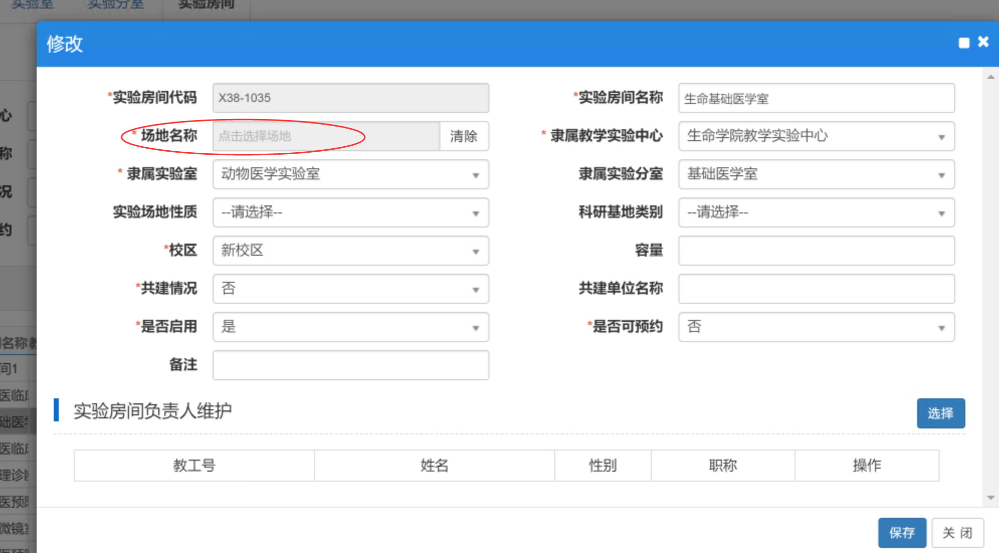 实验室 实验分室 实验房间
修改
*实验房间代码 X38-1035 *实验房间名称 生命基础医学室
* 场地名称 点击选择场地 清除 * 隶属教学实验中心 生命学院教学实验中心
* 隶属实验室 动物医学实验室 隶属实验分室 基础医学室
实验场地性质 --请选择-- 科研基地类别 --请选择--
*校区 新校区 容量
*共建情况 否 共建单位名称
*是否启用 是 *是否可预约 否
备注
实验房间负责人维护 选择
教工号 姓名 性别 职称 操作
保存 关 闭
心
称
况
约
名称
间1
医临
础医
医临
理诊
医预
微镜